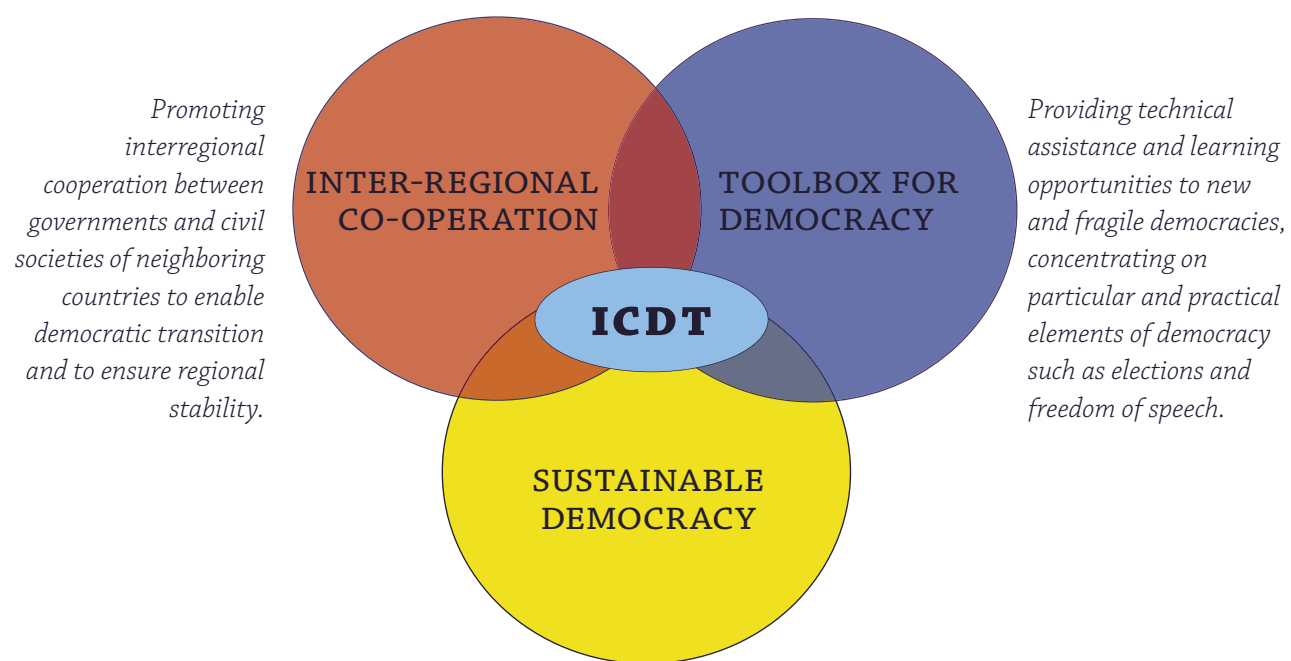 Promoting
interregional
cooperation between
governments and civil
societies of neighboring
countries to enable
democratic transition
and to ensure regional
stability.
INTER-REGIONAL
CO-OPERATION
TOOLBOX FOR
DEMOCRACY
Providing technical
assistance and learning
opportunities to new
and fragile democracies,
concentrating on
particular and practical
elements of democracy
such as elections and
freedom of speech.
ICDT
SUSTAINABLE
DEMOCRACY